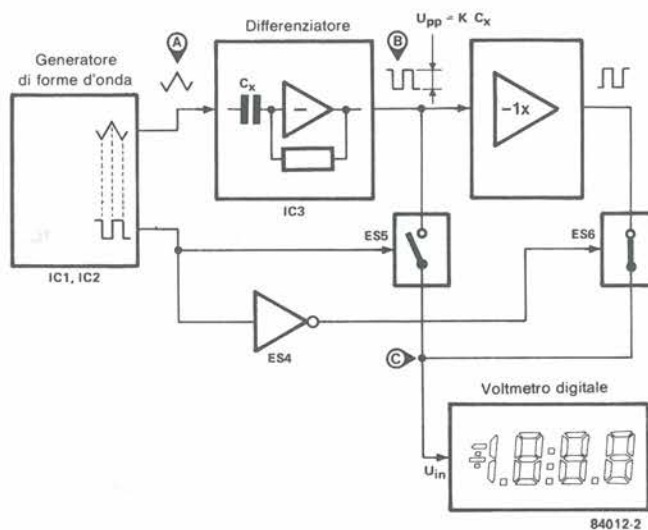 Generatore
di forme d'onda
A
Differenziatore
B
Upp = K Cx
Cx
−
−1x
IC3
IC1, IC2
ES5
ES6
ES4
C
Voltmetro digitale
Uin
84012-2